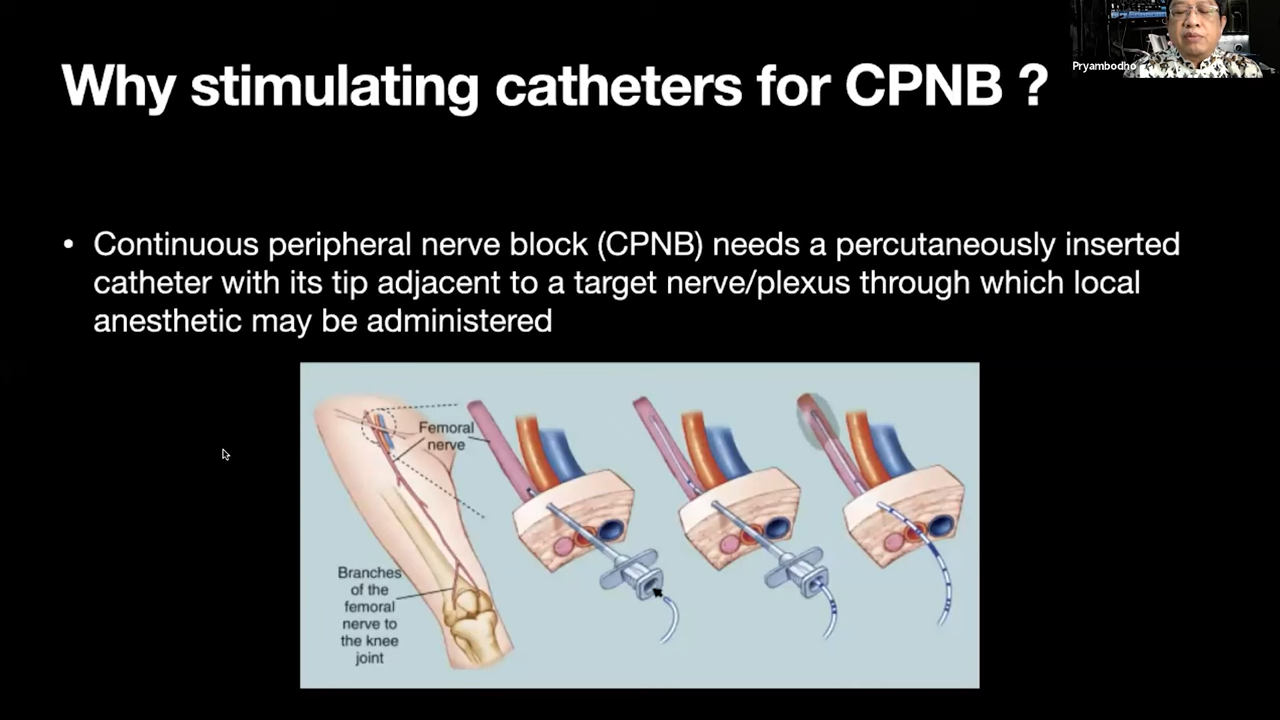 Why stimulating catheters for CPNB ?
Pryambodho
• Continuous peripheral nerve block (CPNB) needs a percutaneously inserted
catheter with its tip adjacent to a target nerve/plexus through which local
anesthetic may be administered
Femoral
nerve
Branches
of the
femoral
nerve to
the knee
joint